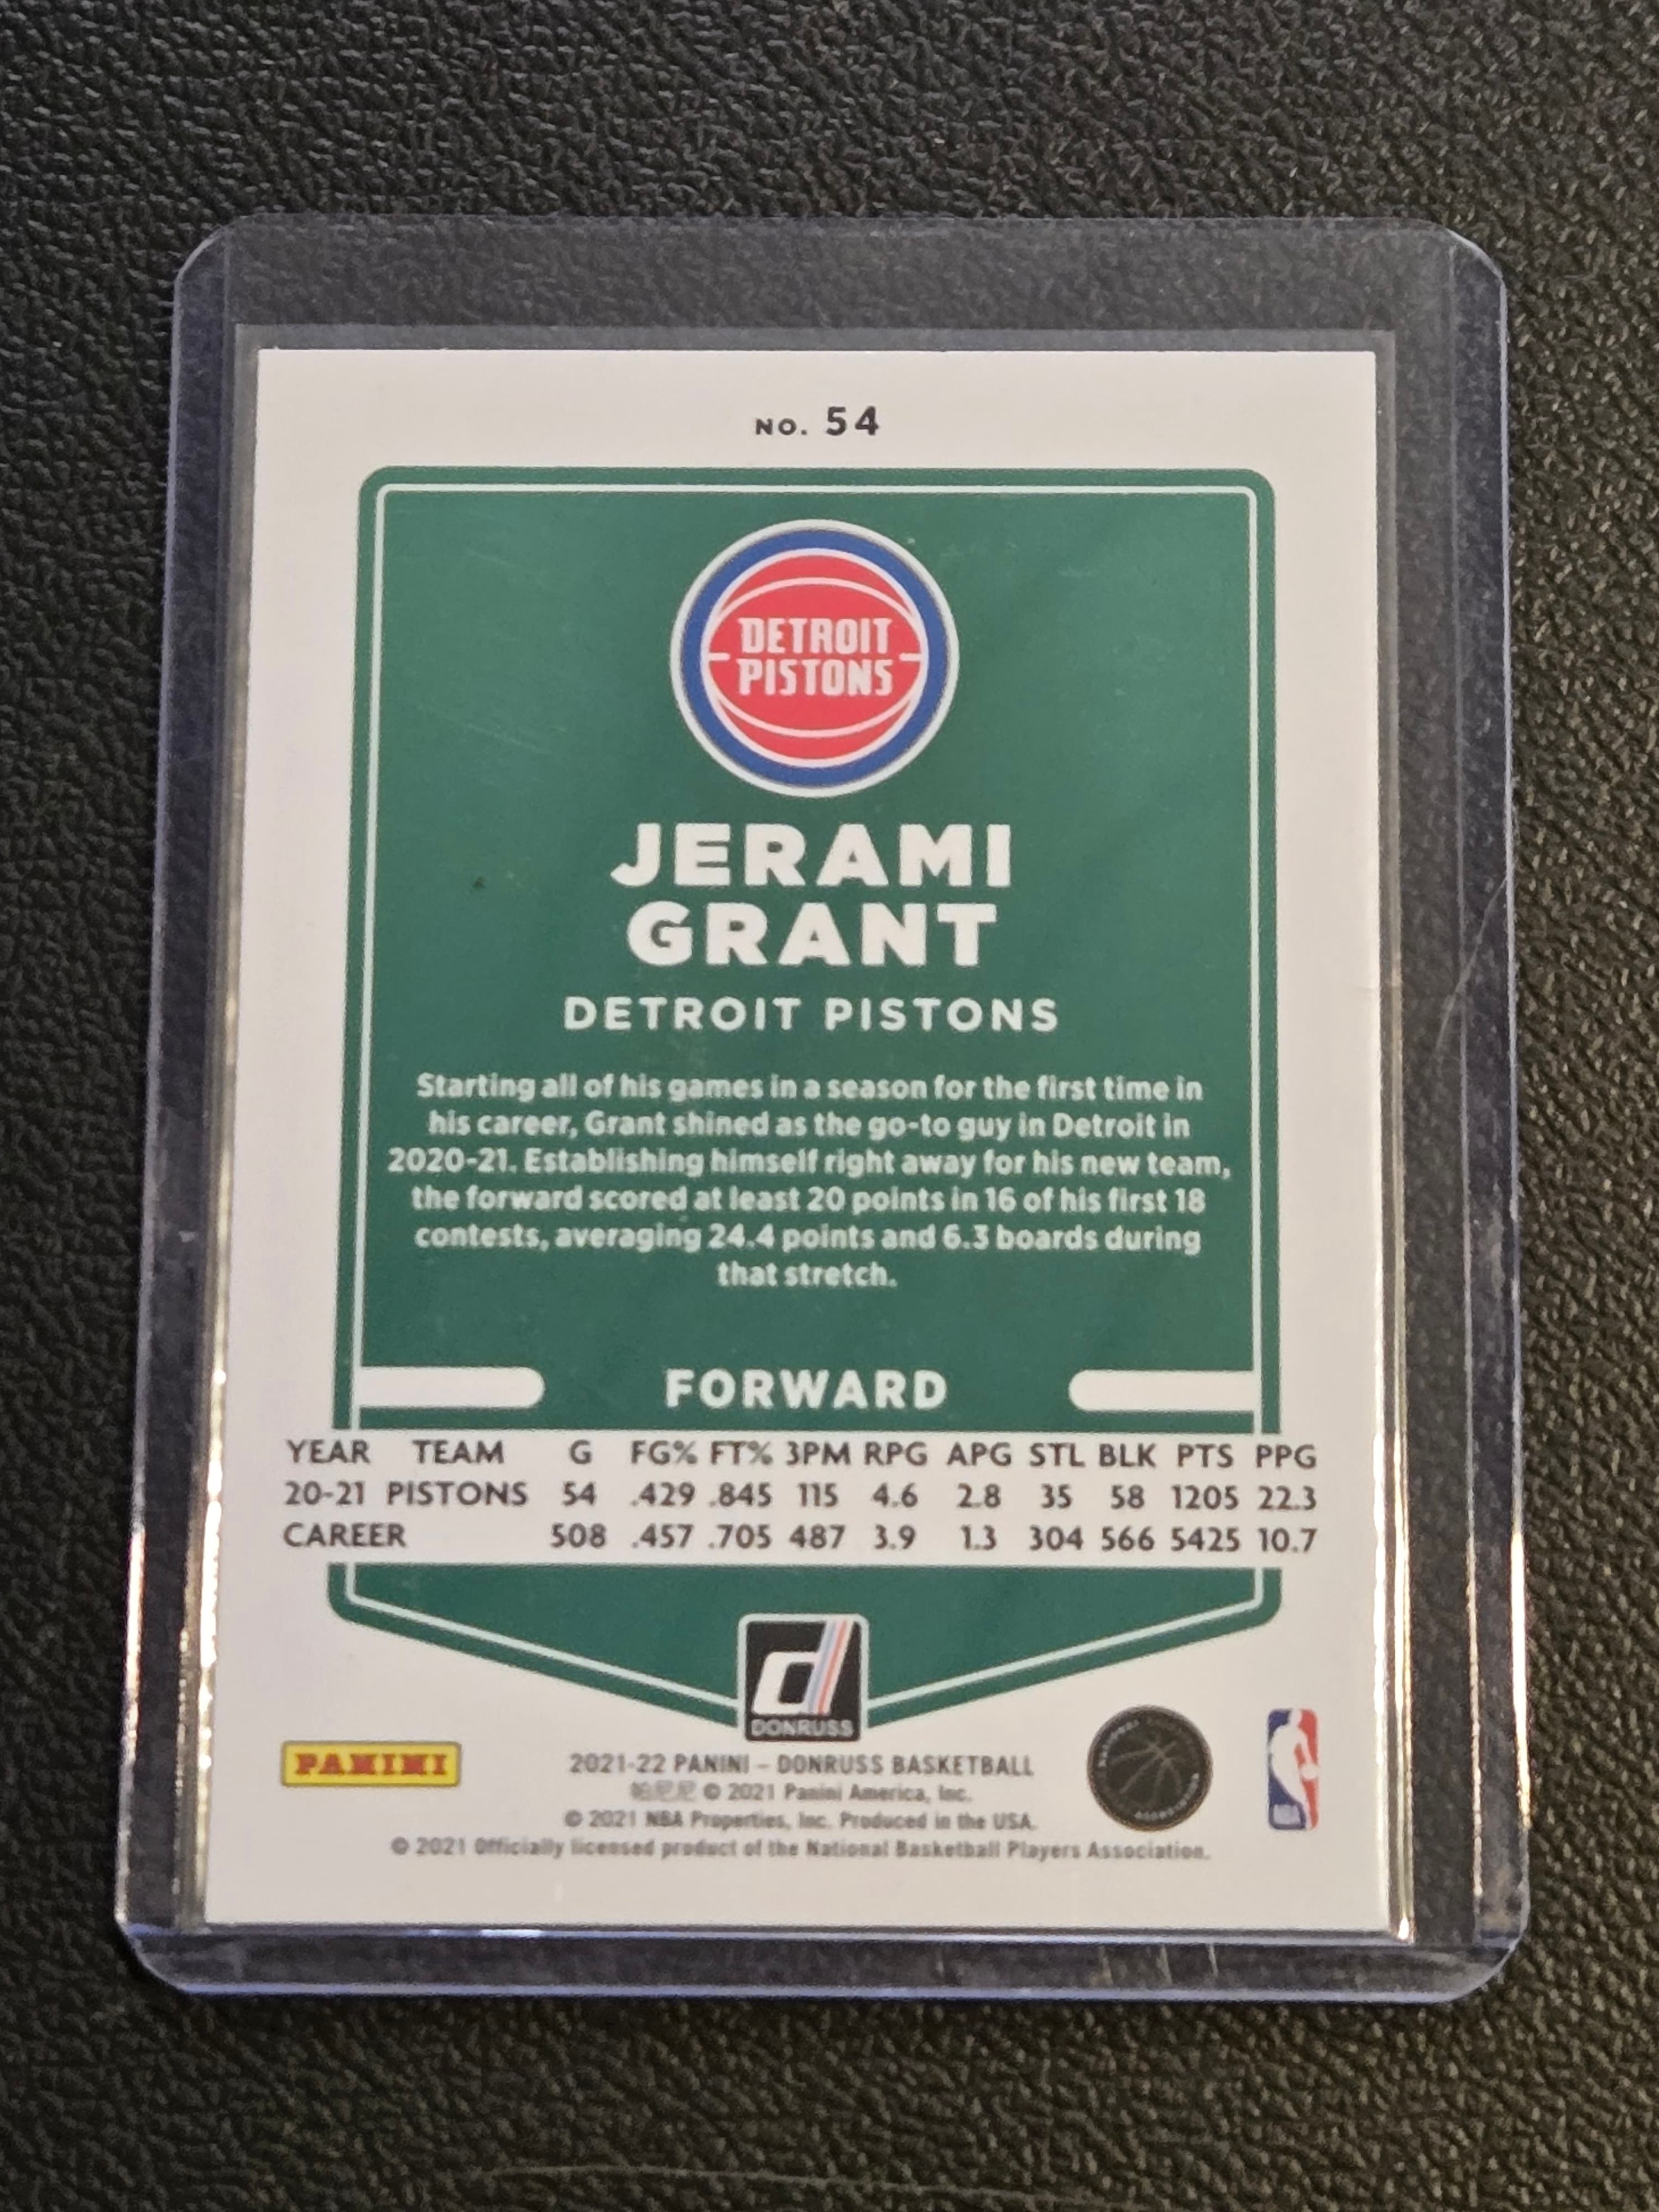 NO. 54
DETROIT
PISTONS
JERAMI
GRANT
DETROIT PISTONS
Starting all of his games in a season for the first time in
his career, Grant shined as the go-to guy in Detroit in
2020-21. Establishing himself right away for his new team,
the forward scored at least 20 points in 16 of his first 18
contests, averaging 24.4 points and 6.3 boards during
that stretch.
FORWARD
YEAR TEAM G FG% FT% 3PM RPG APG STL BLK PTS PPG
20-21 PISTONS 54 .429 .845 115 4.6 2.8 35 58 1205 22.3
CAREER 508 .457 .705 487 3.9 1.3 304 566 5425 10.7
d
DONRUSS
PANINI
2021-22 PANINI – DONRUSS BASKETBALL
帕尼尼 © 2021 Panini America, Inc.
© 2021 NBA Properties, Inc. Produced in the USA.
© 2021 Officially licensed product of the National Basketball Players Association.
NBA